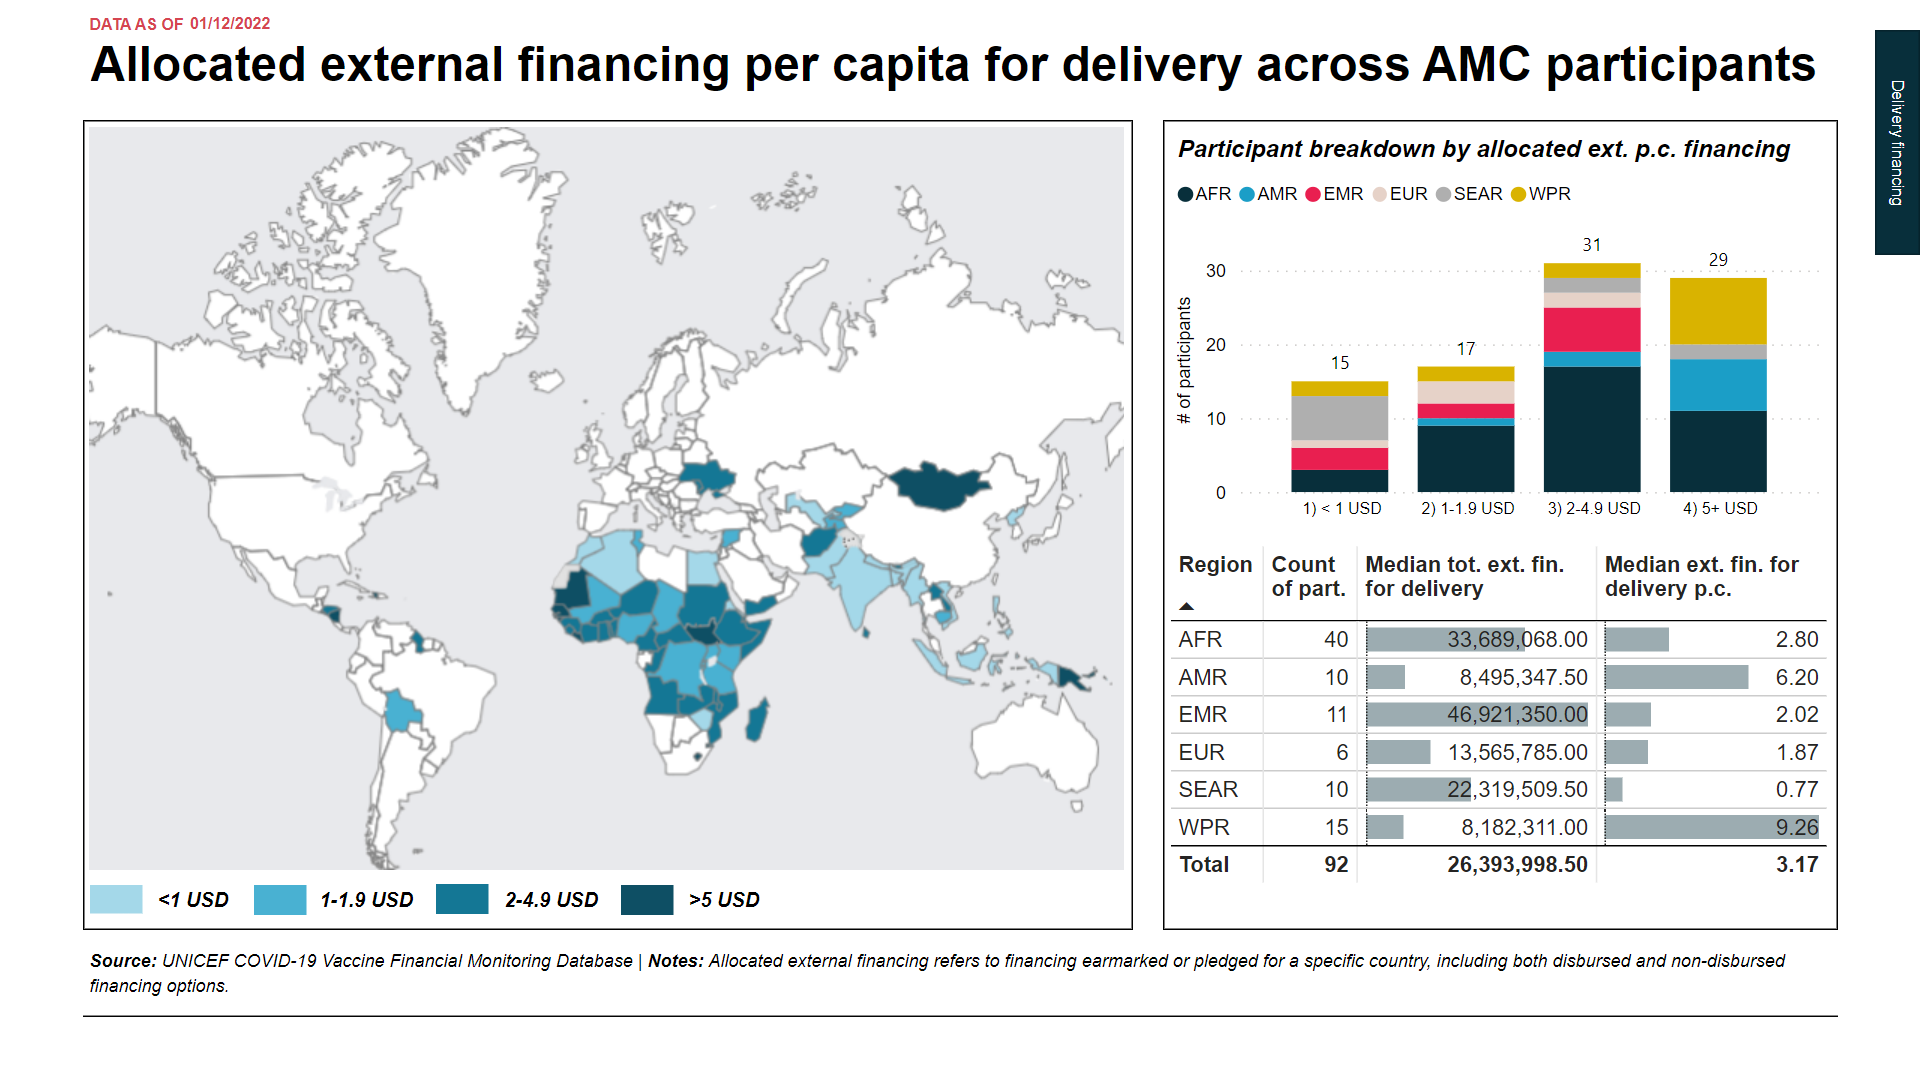 DATA AS OF 01/12/2022
Allocated external financing per capita for delivery across AMC participants
Delivery financing
<1 USD 1-1.9 USD 2-4.9 USD >5 USD
Participant breakdown by allocated ext. p.c. financing
AFR AMR EMR EUR SEAR WPR
# of participants
30
20
10
0
15
17
31
29
1) < 1 USD 2) 1-1.9 USD 3) 2-4.9 USD 4) 5+ USD
Region Count of part. Median tot. ext. fin. for delivery Median ext. fin. for delivery p.c.
AFR 40 33,689,068.00 2.80
AMR 10 8,495,347.50 6.20
EMR 11 46,921,350.00 2.02
EUR 6 13,565,785.00 1.87
SEAR 10 22,319,509.50 0.77
WPR 15 8,182,311.00 9.26
Total 92 26,393,998.50 3.17
Source: UNICEF COVID-19 Vaccine Financial Monitoring Database | Notes: Allocated external financing refers to financing earmarked or pledged for a specific country, including both disbursed and non-disbursed
financing options.